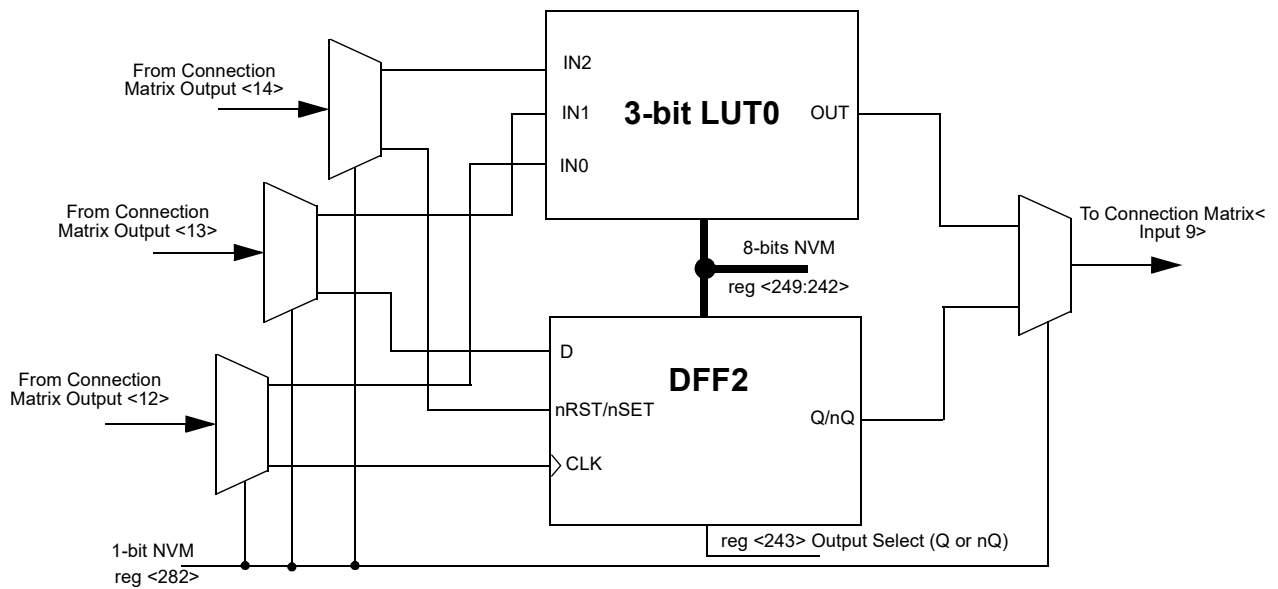 From Connection
Matrix Output <14>
IN2
IN1
3-bit LUT0
OUT
IN0
From Connection
Matrix Output <13>
To Connection Matrix<
Input 9>
8-bits NVM
reg <249:242>
D
DFF2
From Connection
Matrix Output <12>
nRST/nSET
Q/nQ
CLK
reg <243> Output Select (Q or nQ)
1-bit NVM
reg <282>